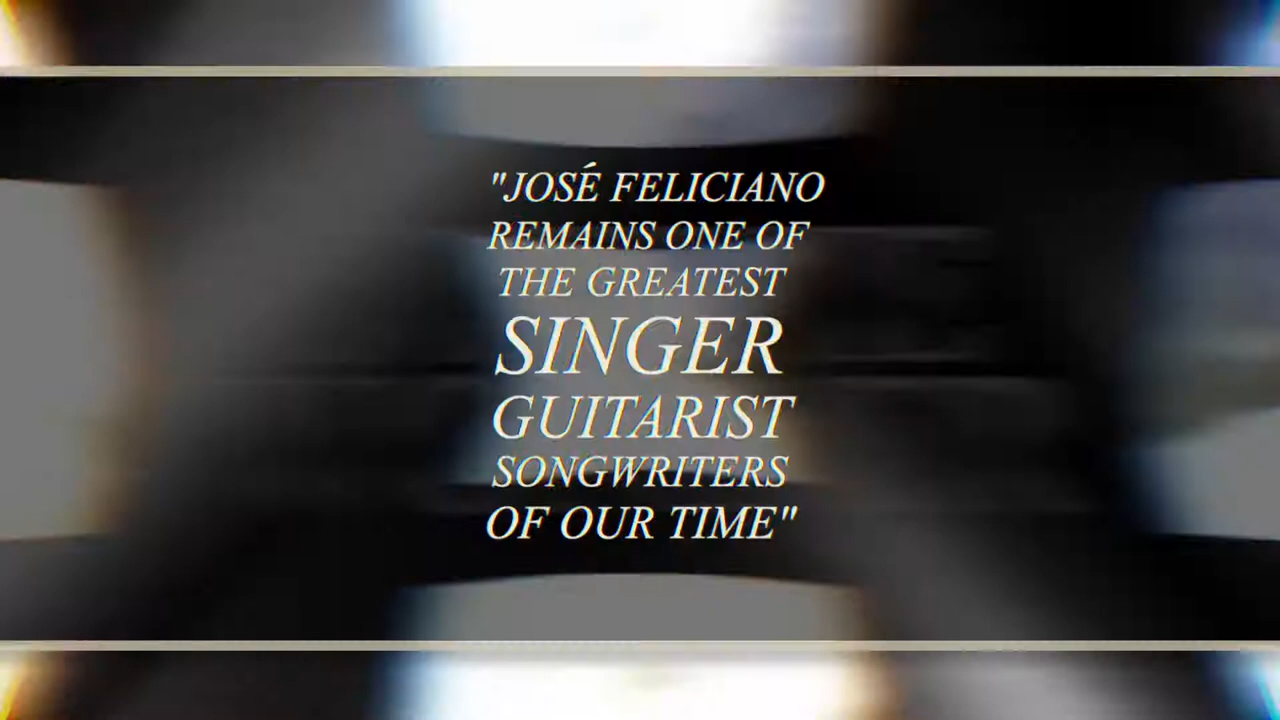 "JOSÉ FELICIANO
REMAINS ONE OF
THE GREATEST
SINGER
GUITARIST
SONGWRITERS
OF OUR TIME"